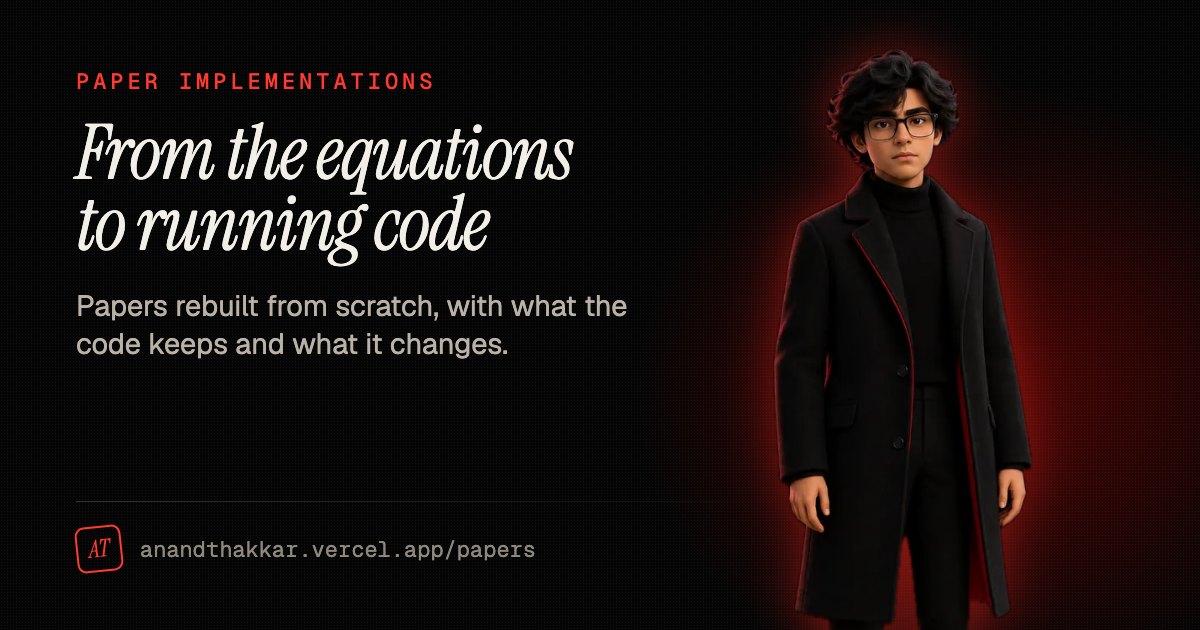 PAPER IMPLEMENTATIONS
From the equations
to running code
Papers rebuilt from scratch, with what the
code keeps and what it changes.
AT
anandthakkar.vercel.app/papers